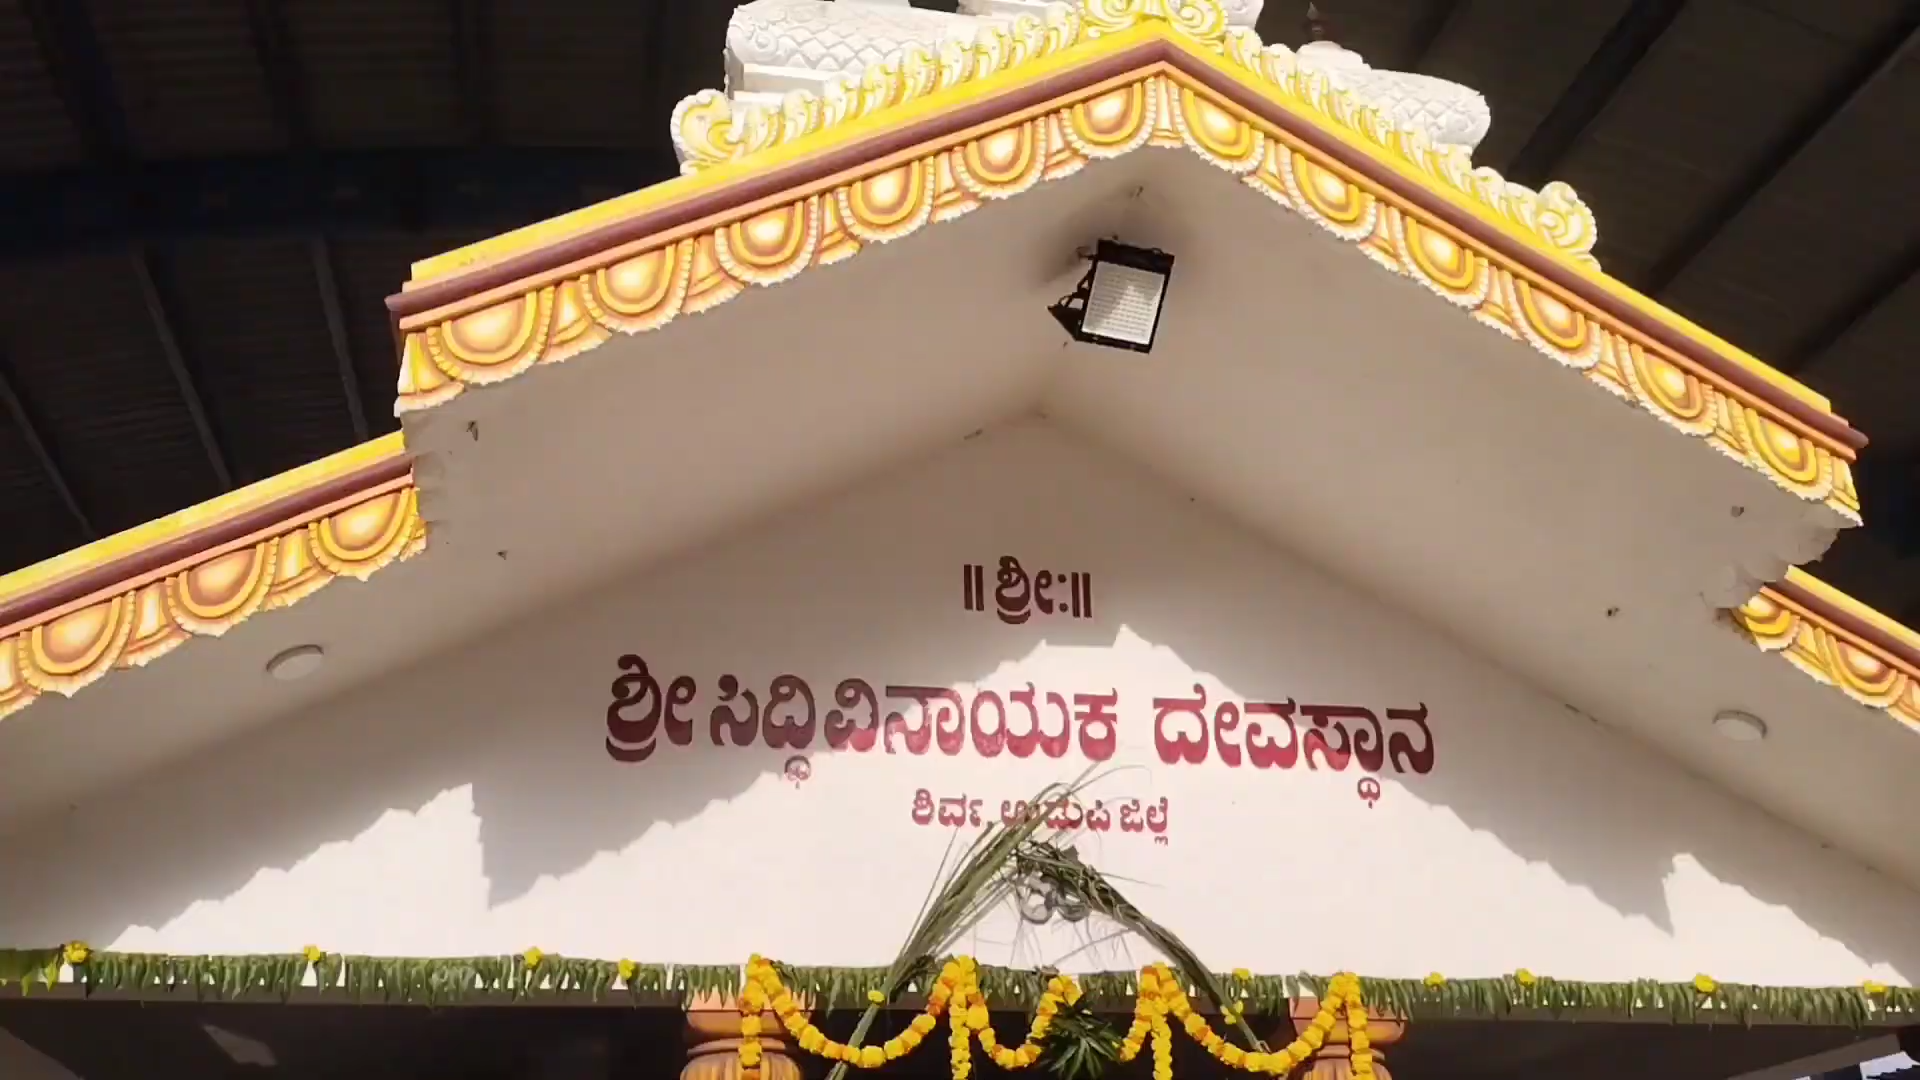 ॥ ಶ್ರೀಃ॥
ಶ್ರೀ ಸಿದ್ಧಿವಿನಾಯಕ ದೇವಸ್ಥಾನ
ಶಿರ್ವ, ಉಡುಪಿ ಜಿಲ್ಲೆ